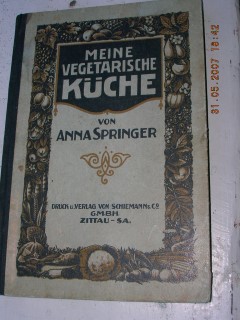 MEINE
VEGETARISCHE
KÜCHE
VON
ANNA SPRINGER
DRUCK U. VERLAG VON SCHIEMANN & Co
GMBH
ZITTAU-SA.
31.05.2007 18:42